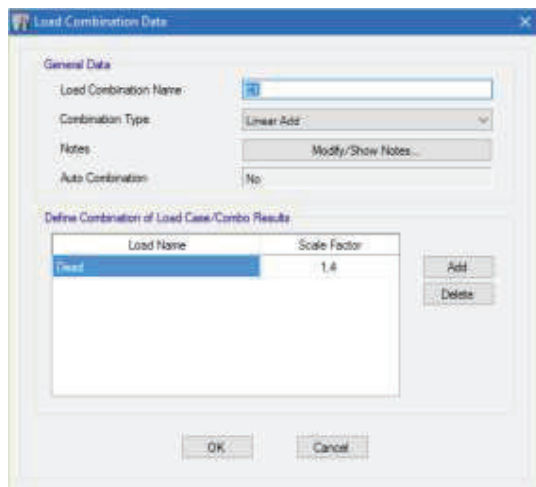 Load Combination Data
General Data
Load Combination Name
Combination Type Linear Add
Notes Modify/Show Notes...
Auto Combination No
Define Combination of Load Case/Combo Results
Load Name Scale Factor
Dead 1.4
Add
Delete
OK Cancel